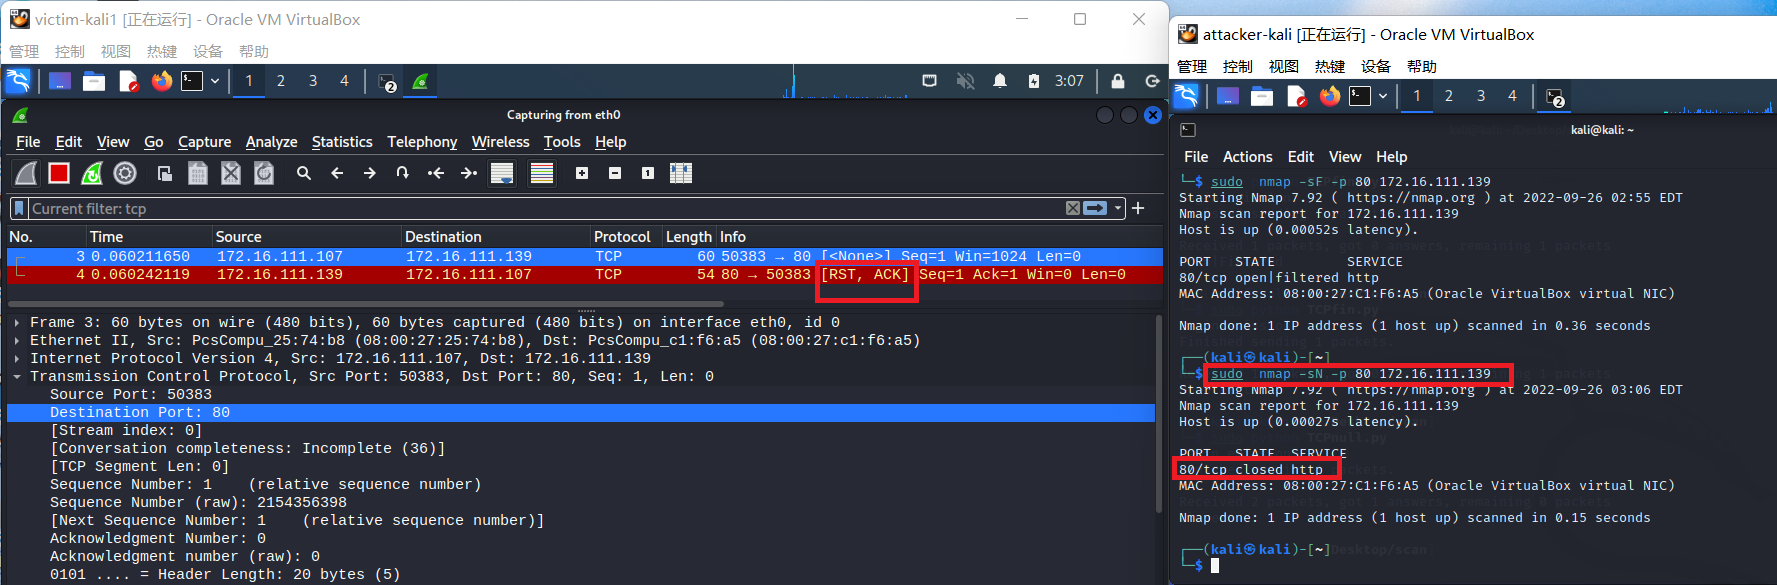 victim-kali1 [正在运行] - Oracle VM VirtualBox
管理 控制 视图 热键 设备 帮助
1 2 3 4 2 3:07
Capturing from eth0
File Edit View Go Capture Analyze Statistics Telephony Wireless Tools Help
Current filter: tcp
No. Time Source Destination Protocol Length Info
3 0.060211650 172.16.111.107 172.16.111.139 TCP 60 50383 → 80 [<None>] Seq=1 Win=1024 Len=0
4 0.060242119 172.16.111.139 172.16.111.107 TCP 54 80 → 50383 [RST, ACK] Seq=1 Ack=1 Win=0 Len=0
Frame 3: 60 bytes on wire (480 bits), 60 bytes captured (480 bits) on interface eth0, id 0
Ethernet II, Src: PcsCompu_25:74:b8 (08:00:27:25:74:b8), Dst: PcsCompu_c1:f6:a5 (08:00:27:c1:f6:a5)
Internet Protocol Version 4, Src: 172.16.111.107, Dst: 172.16.111.139
Transmission Control Protocol, Src Port: 50383, Dst Port: 80, Seq: 1, Len: 0
Source Port: 50383
Destination Port: 80
[Stream index: 0]
[Conversation completeness: Incomplete (36)]
[TCP Segment Len: 0]
Sequence Number: 1 (relative sequence number)
Sequence Number (raw): 2154356398
[Next Sequence Number: 1 (relative sequence number)]
Acknowledgment Number: 0
Acknowledgment number (raw): 0
0101 .... = Header Length: 20 bytes (5)
attacker-kali [正在运行] - Oracle VM VirtualBox
管理 控制 视图 热键 设备 帮助
1 2 3 4 2
kali@kali: ~
File Actions Edit View Help
└─$ sudo nmap -sF -p 80 172.16.111.139
Starting Nmap 7.92 ( https://nmap.org ) at 2022-09-26 02:55 EDT
Nmap scan report for 172.16.111.139
Host is up (0.00052s latency).
PORT STATE SERVICE
80/tcp open|filtered http
MAC Address: 08:00:27:C1:F6:A5 (Oracle VirtualBox virtual NIC)
Nmap done: 1 IP address (1 host up) scanned in 0.36 seconds
┌──(kali㉿kali)-[~]
└─$ sudo nmap -sN -p 80 172.16.111.139
Starting Nmap 7.92 ( https://nmap.org ) at 2022-09-26 03:06 EDT
Nmap scan report for 172.16.111.139
Host is up (0.00027s latency).
TCPnull.py
PORT STATE SERVICE
80/tcp closed http
MAC Address: 08:00:27:C1:F6:A5 (Oracle VirtualBox virtual NIC)
Nmap done: 1 IP address (1 host up) scanned in 0.15 seconds
┌──(kali㉿kali)-[~]
└─$